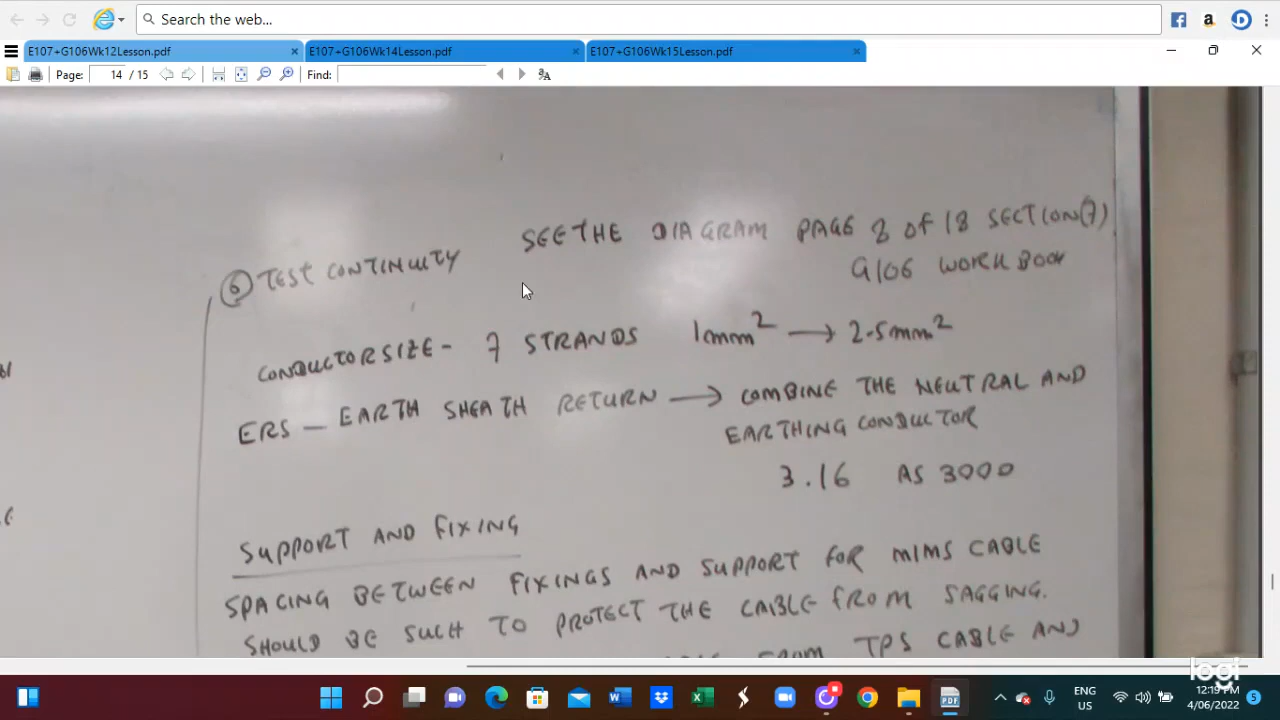 Search the web...
E107+G106Wk12Lesson.pdf
E107+G106Wk14Lesson.pdf
E107+G106Wk15Lesson.pdf
Page: 14 / 15
Find:
SEE THE DIAGRAM PAGE 8 OF 18 SECTION (7)
G106 WORK BOOK
⑥ TEST CONTINUITY
CONDUCTOR SIZE - 7 STRANDS 1mm² → 2.5mm²
ERS — EARTH SHEATH RETURN → COMBINE THE NEUTRAL AND
EARTHING CONDUCTOR
3.16 AS 3000
SUPPORT AND FIXING
SPACING BETWEEN FIXINGS AND SUPPORT FOR MIMS CABLE
SHOULD BE SUCH TO PROTECT THE CABLE FROM SAGGING.
FROM TPS CABLE AND
logi
ENG
US
12:19 PM
4/06/2022
5